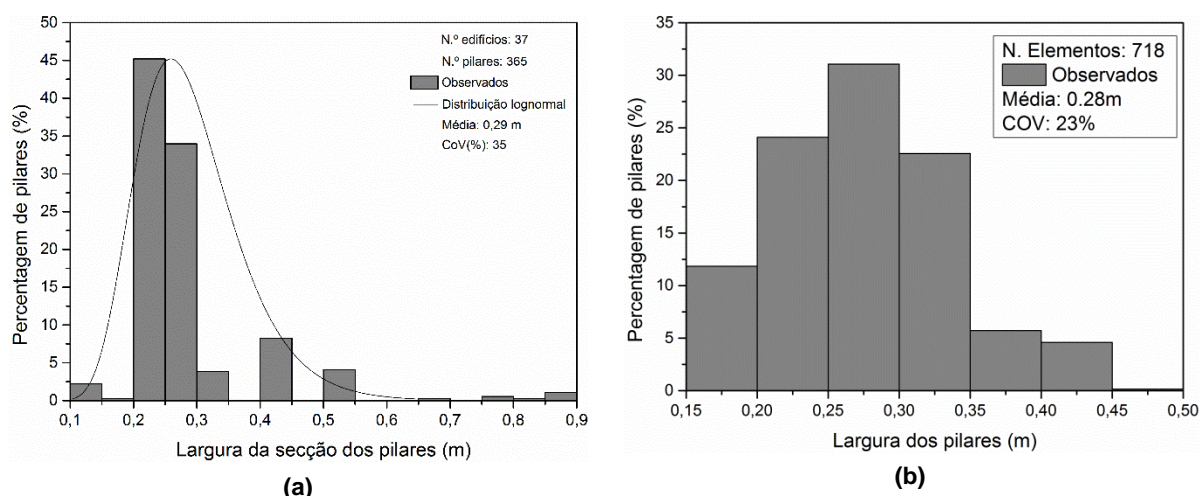 50
45
40
35
30
25
20
15
10
5
0
Percentagem de pilares (%)
N.º edifícios: 37
N.º pilares: 365
Observados
Distribuição lognormal
Média: 0,29 m
CoV(%): 35
0,1 0,2 0,3 0,4 0,5 0,6 0,7 0,8 0,9
Largura da secção dos pilares (m)
(a)
35
30
25
20
15
10
5
0
Percentagem de pilares (%)
N. Elementos: 718
Observados
Média: 0.28m
COV: 23%
0,15 0,20 0,25 0,30 0,35 0,40 0,45 0,50
Largura dos pilares (m)
(b)